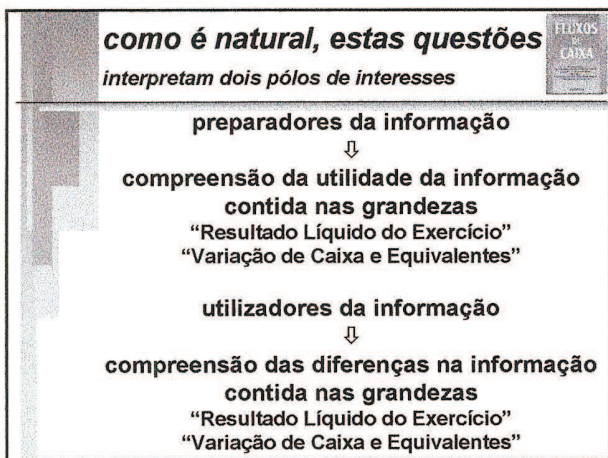 como é natural, estas questões
interpretam dois pólos de interesses
FLUXOS
DE
CAIXA
preparadores da informação
⇩
compreensão da utilidade da informação
contida nas grandezas
“Resultado Líquido do Exercício”
“Variação de Caixa e Equivalentes”
utilizadores da informação
⇩
compreensão das diferenças na informação
contida nas grandezas
“Resultado Líquido do Exercício”
“Variação de Caixa e Equivalentes”